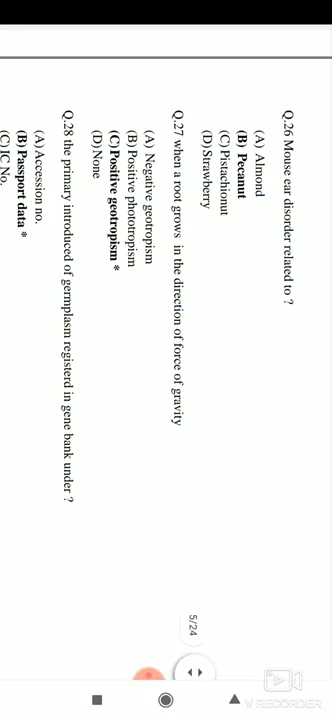 Q.26 Mouse ear disorder related to ?
(A) Almond
(B) Pecanut
(C) Pistachionut
(D) Strawberry
Q.27 when a root grows in the direction of force of gravity
(A) Negative geotropism
(B) Positive phototropism
(C) Positive geotropism *
(D) None
Q.28 the primary introduced of germplasm registerd in gene bank under ?
(A) Accession no.
(B) Passport data *
(C) IC No.
5/24
V RECORDER